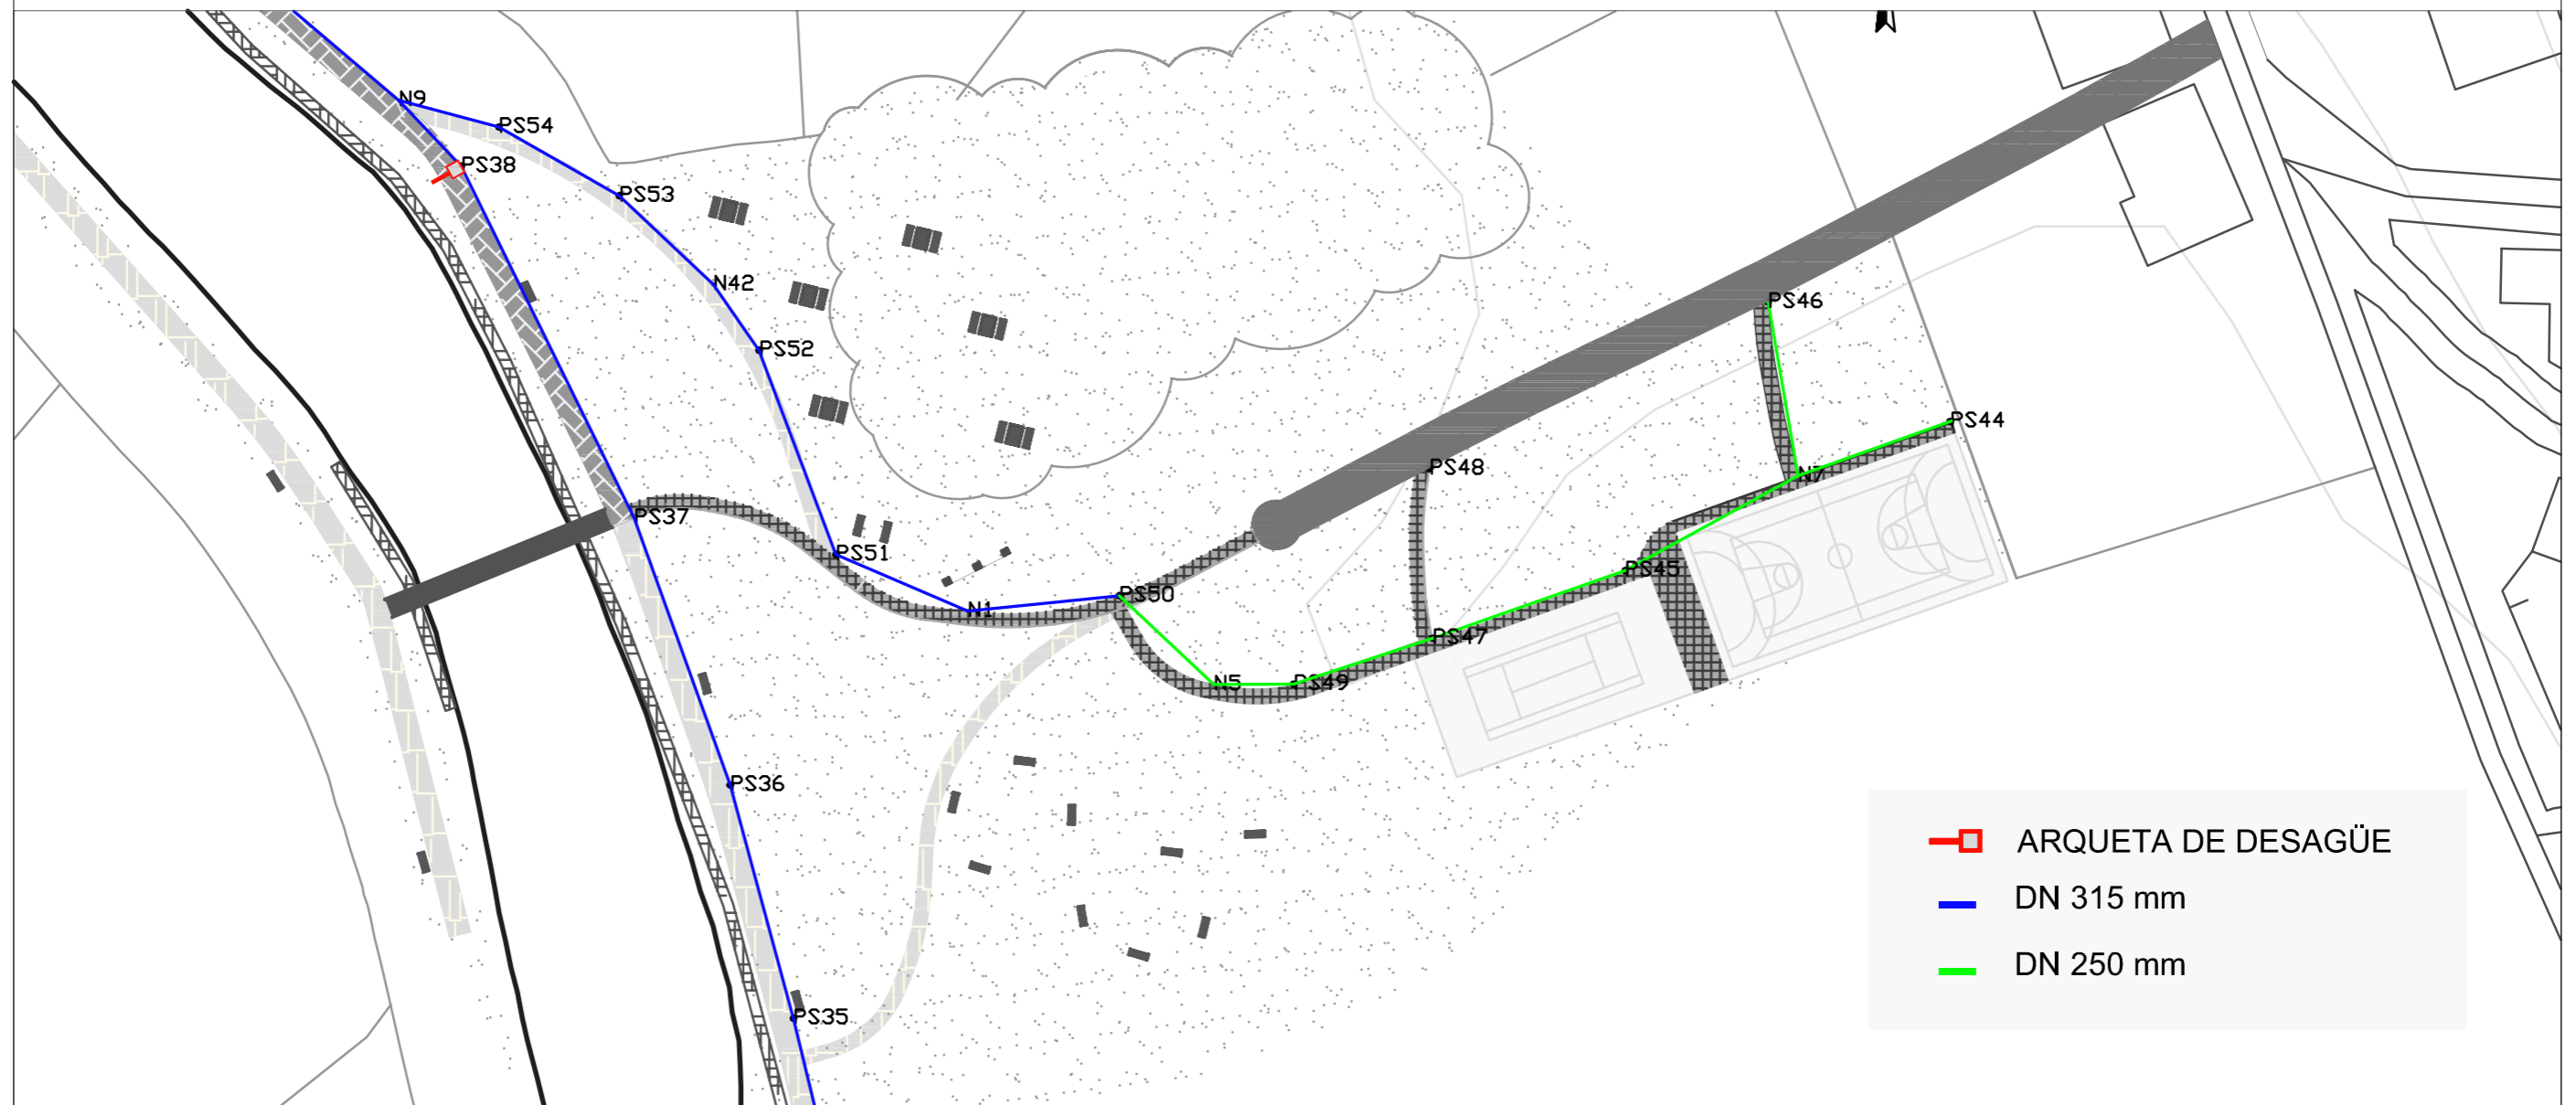 N9
PS54
PS38
PS53
N42
PS46
PS52
PS44
PS48
N7
PS37
PS51
PS45
PS50
N1
PS47
N5
PS49
PS36
PS35
ARQUETA DE DESAGÜE
DN 315 mm
DN 250 mm